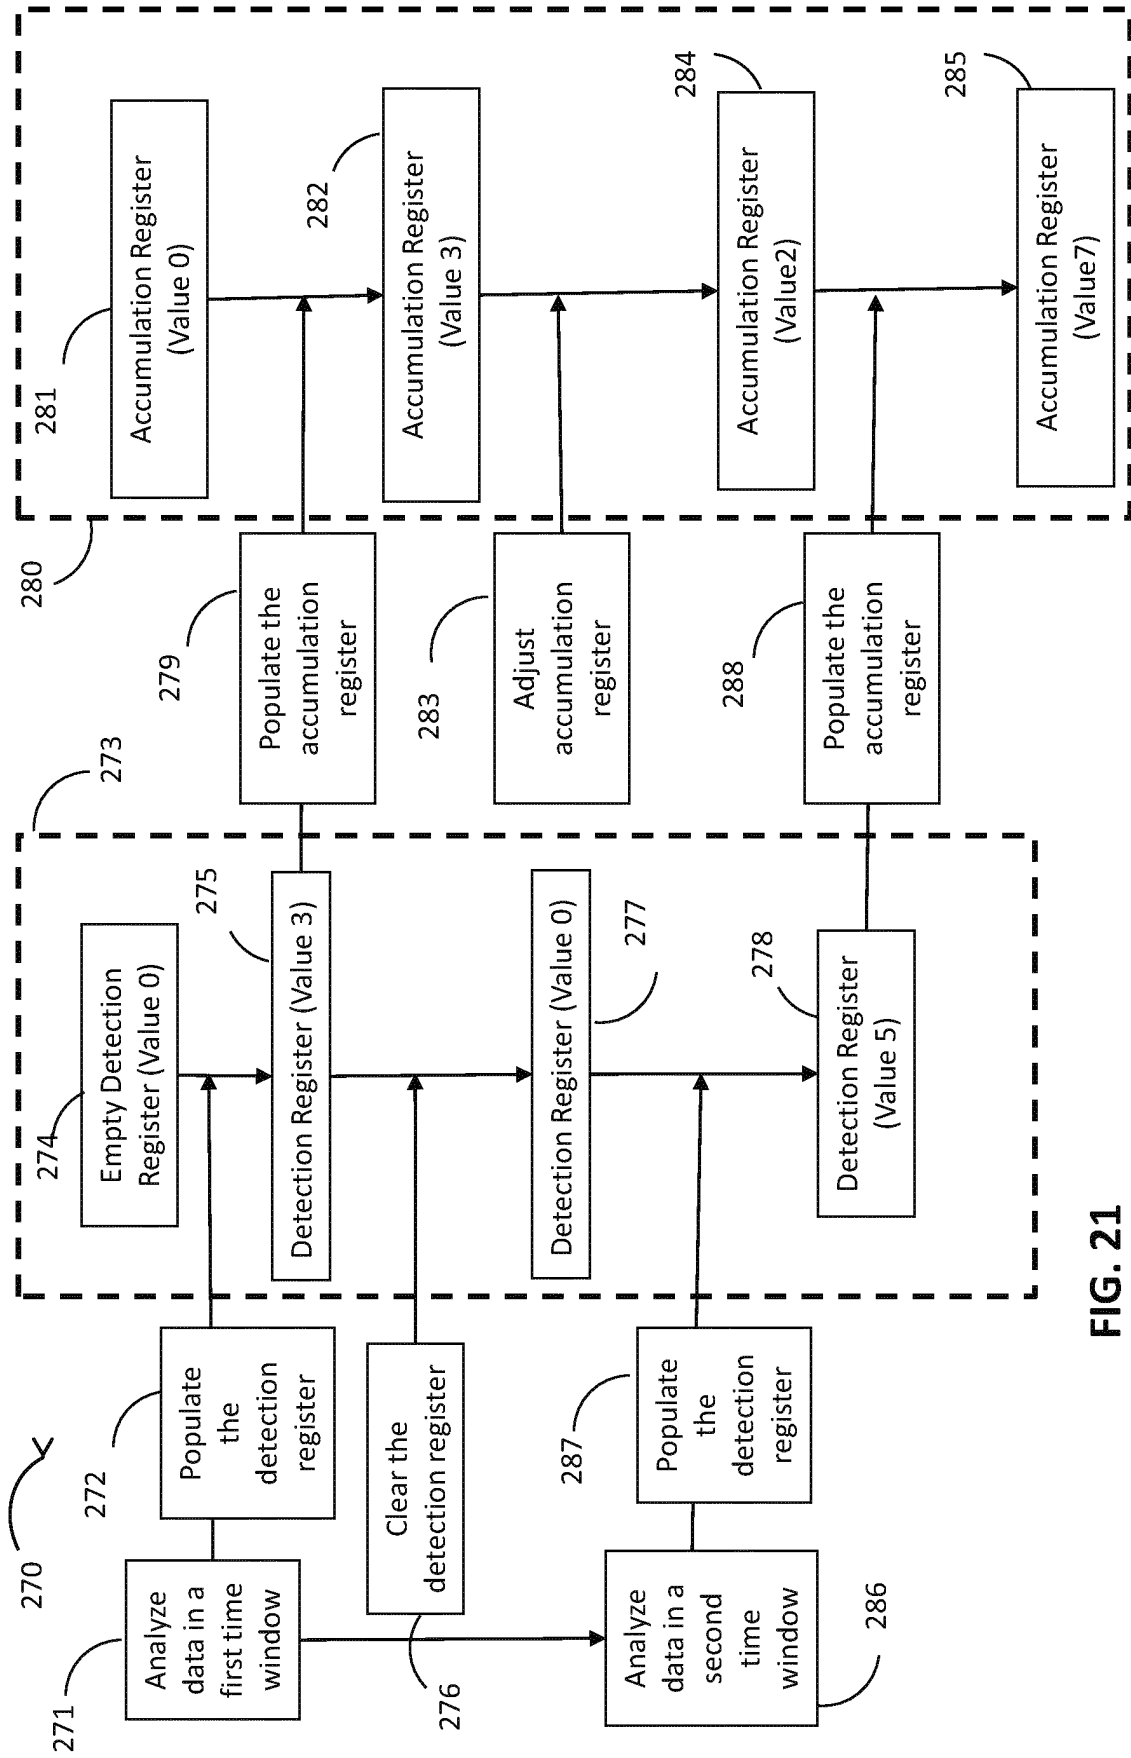 270
271
Analyze
data in a
first time
window
272
Populate
the
detection
register
276
Clear the
detection register
286
Analyze
data in a
second
time
window
287
Populate
the
detection
register
273
274
Empty Detection
Register (Value 0)
275
Detection Register (Value 3)
277
Detection Register (Value 0)
278
Detection Register
(Value 5)
279
Populate the
accumulation
register
283
Adjust
accumulation
register
288
Populate the
accumulation
register
280
281
Accumulation Register
(Value 0)
282
Accumulation Register
(Value 3)
284
Accumulation Register
(Value2)
285
Accumulation Register
(Value7)
FIG. 21